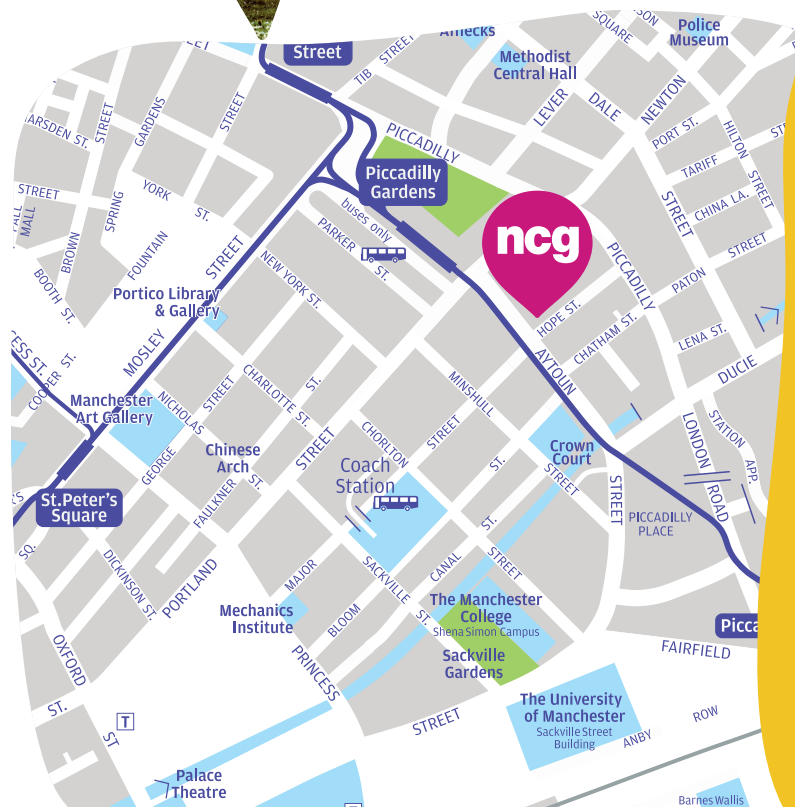 Street
TIB STREET
SQUARE
Police
Museum
Methodist
Central Hall
LEVER
DALE
NEWTON
PORT ST.
HILTON
STREET
TARIFF
CHINA LA.
STREET
STREET
PATON
LENA ST.
DUCIE
STREET
GARDENS
STREET
STREET
MALL
SPRING
BROWN
BOOTH ST.
YORK ST.
FOUNTAIN
PICCADILLY
Piccadilly
Gardens
buses only
PARKER
ST.
ncg
PICCADILLY
HOPE ST.
CHATHAM ST.
AYTOUN
STREET
NEW YORK ST.
Portico Library
& Gallery
MOSLEY
STREET
COOPER ST.
Manchester
Art Gallery
NICHOLAS
ST.
GEORGE
STREET
CHARLOTTE ST.
Chinese
Arch
FAULKNER
ST.
PORTLAND
STREET
DICKINSON ST.
St.Peter's
Square
SQ.
MINSHULL
STREET
CHORLTON
STREET
Coach
Station
Crown
Court
LONDON
ROAD
STATION
APP.
PICCADILLY
PLACE
MAJOR
ST.
BLOOM
ST.
CANAL
STREET
SACKVILLE
ST.
The Manchester
College
Shena Simon Campus
Sackville
Gardens
Mechanics
Institute
PRINCESS
STREET
OXFORD
ST
ST.
T
FAIRFIELD
The University
of Manchester
Sackville Street
Building
ROW
Palace
Theatre
Barnes Wallis